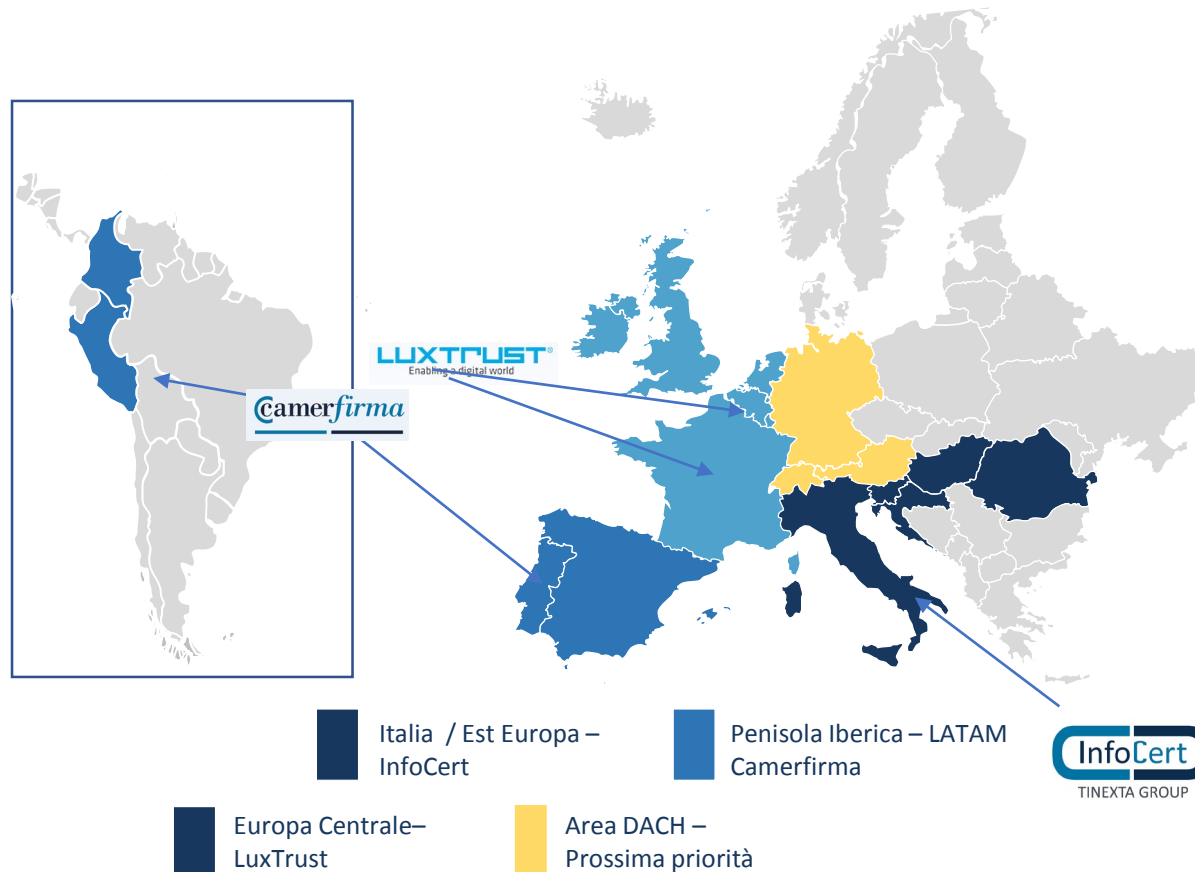 LUXTRUST®
Enabling a digital world
camerfirma
Italia / Est Europa –
InfoCert
Penisola Iberica – LATAM
Camerfirma
InfoCert
TINEXTA GROUP
Europa Centrale–
LuxTrust
Area DACH –
Prossima priorità